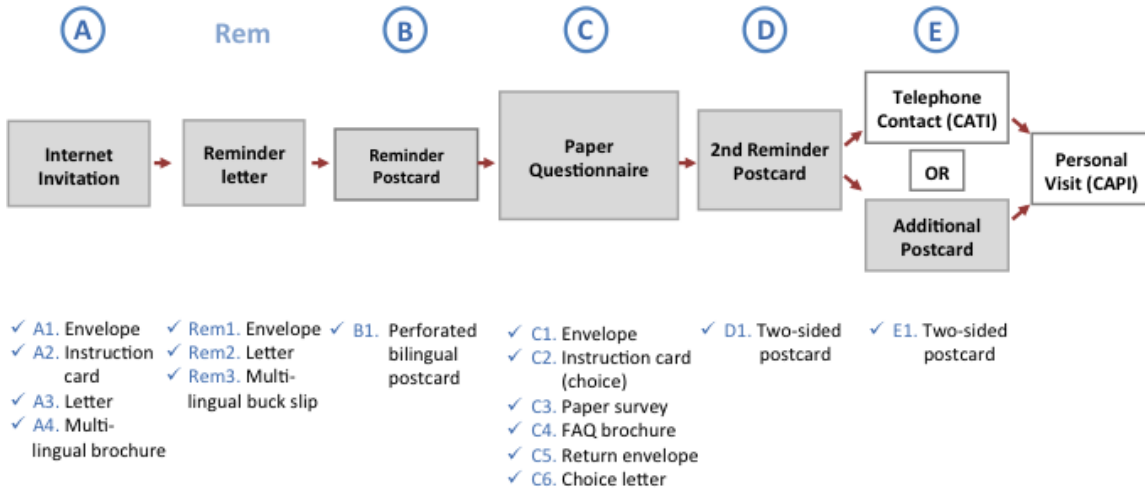 A
Rem
B
C
D
E
Internet
Invitation
Reminder
letter
Reminder
Postcard
Paper
Questionnaire
2nd Reminder
Postcard
Telephone
Contact (CATI)
OR
Additional
Postcard
Personal
Visit (CAPI)
✓ A1. Envelope
✓ A2. Instruction
card
✓ A3. Letter
✓ A4. Multi-
lingual brochure
✓ Rem1. Envelope
✓ Rem2. Letter
✓ Rem3. Multi-
lingual buck slip
✓ B1. Perforated
bilingual
postcard
✓ C1. Envelope
✓ C2. Instruction card
(choice)
✓ C3. Paper survey
✓ C4. FAQ brochure
✓ C5. Return envelope
✓ C6. Choice letter
✓ D1. Two-sided
postcard
✓ E1. Two-sided
postcard